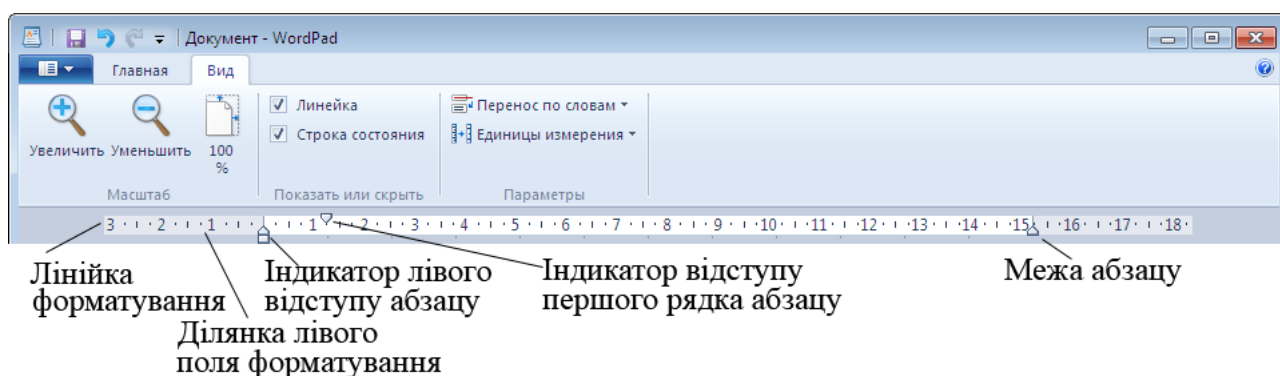 Документ - WordPad
Главная Вид
Линейка Перенос по словам
Строка состояния Единицы измерения
Увеличить Уменьшить 100
%
Масштаб Показать или скрыть Параметры
3 2 1 1 2 3 4 5 6 7 8 9 10 11 12 13 14 15 16 17 18
Лінійка
форматування
Індикатор лівого
відступу абзацу
Індикатор відступу
першого рядка абзацу
Межа абзацу
Ділянка лівого
поля форматування